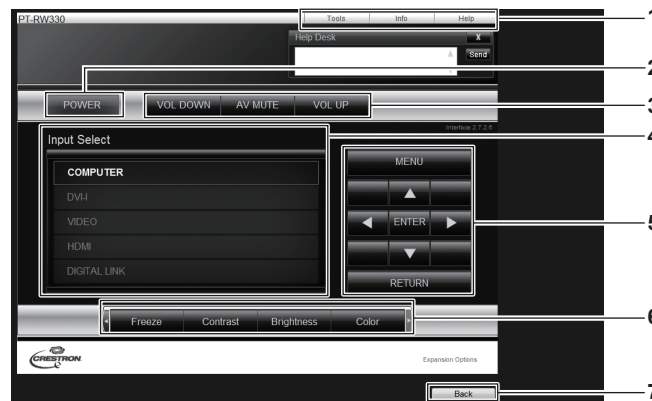 PT-RW330
Tools Info Help
Help Desk X
Send
POWER VOL DOWN AV MUTE VOL UP
Interface 2.7.2.6
Input Select
COMPUTER
DVI-I
VIDEO
HDMI
DIGITAL LINK
MENU
ENTER
RETURN
Freeze Contrast Brightness Color
CRESTRON
Expansion Options
Back
1
2
3
4
5
6
7